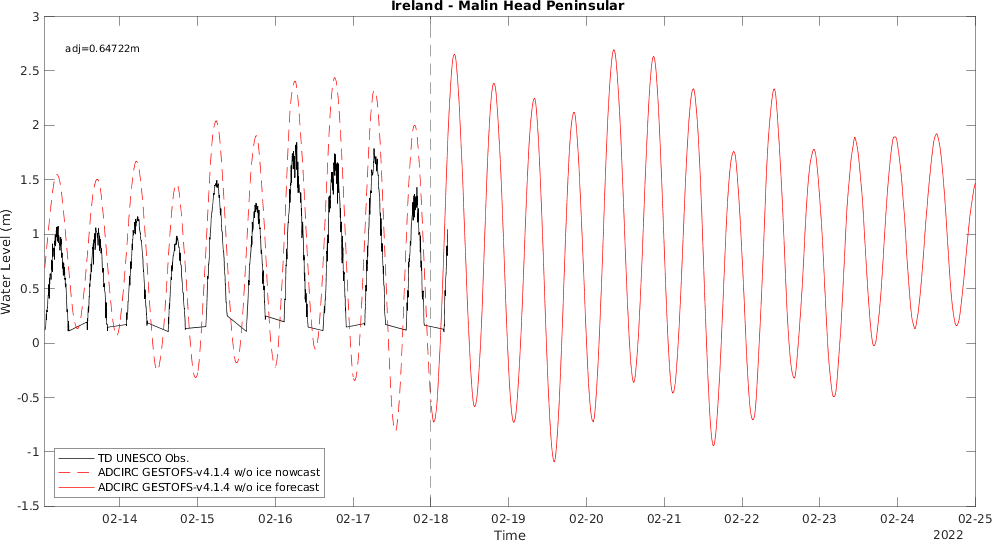 Ireland - Malin Head Peninsular
adj=0.64722m
3
2.5
2
1.5
1
0.5
0
-0.5
-1
-1.5
Water Level (m)
TD UNESCO Obs.
ADCIRC GESTOFS-v4.1.4 w/o ice nowcast
ADCIRC GESTOFS-v4.1.4 w/o ice forecast
02-14 02-15 02-16 02-17 02-18 02-19 02-20 02-21 02-22 02-23 02-24 02-25
Time
2022